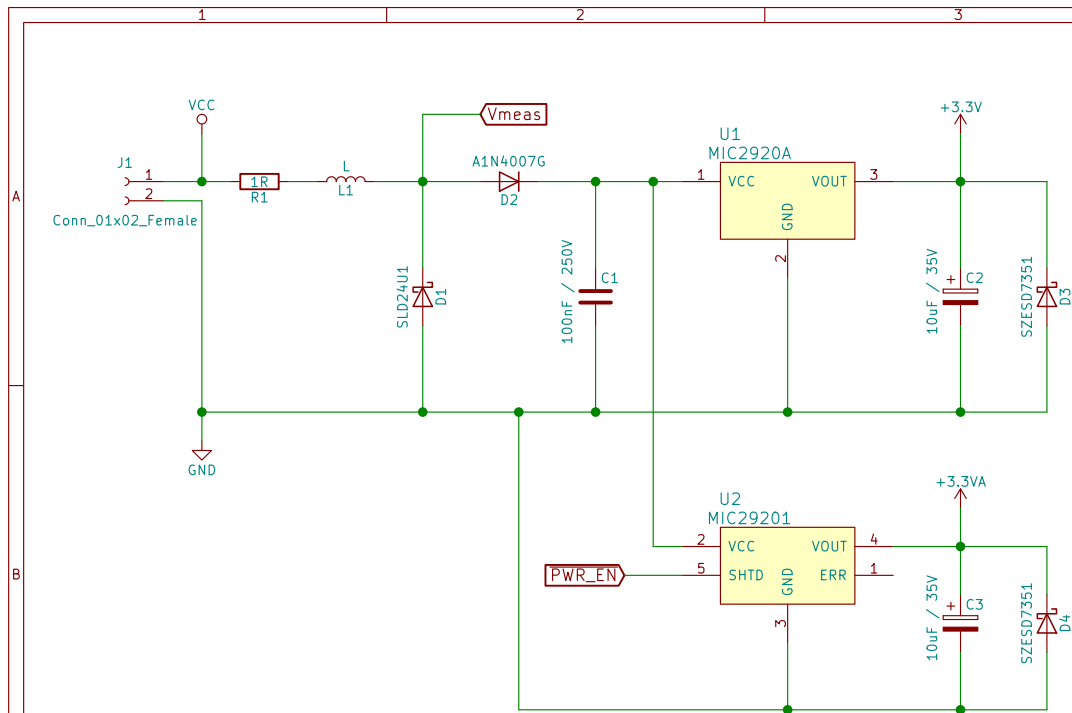 1
2
3
A
B
VCC
J1
1
2
Conn_01x02_Female
1R
R1
L
L1
Vmeas
A1N4007G
D2
SLD24U1
D1
100nF / 250V
C1
U1
MIC2920A
1
VCC
VOUT
3
GND
2
+3.3V
+
C2
10uF / 35V
SZESD7351
D3
GND
U2
MIC29201
2
VCC
VOUT
4
PWR_EN
5
SHTD
ERR
1
GND
3
+3.3VA
+
C3
10uF / 35V
SZESD7351
D4